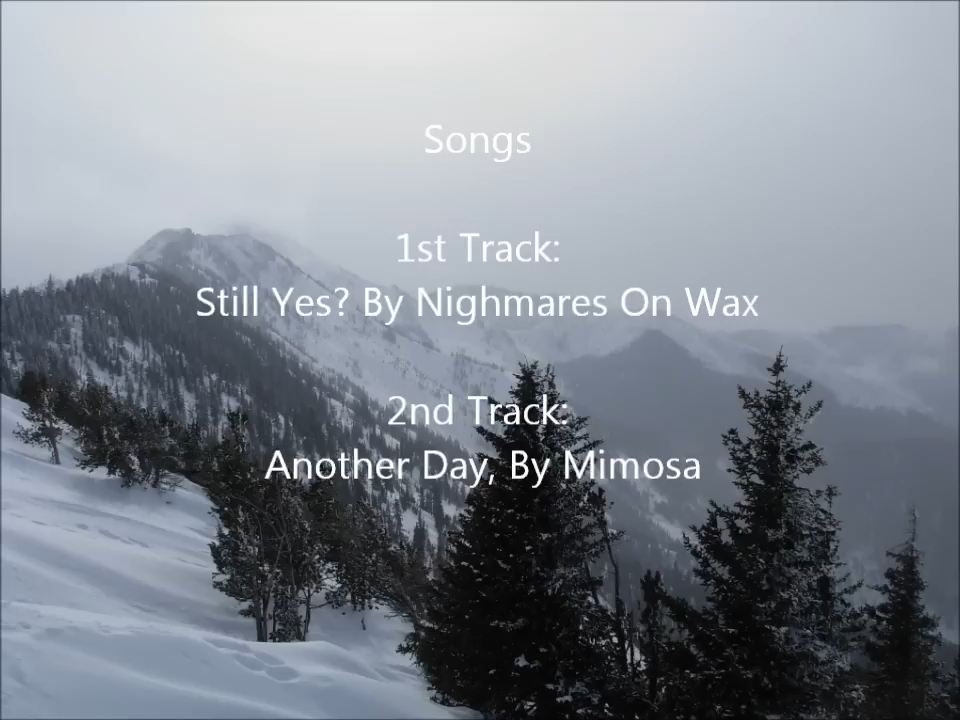 Songs
1st Track:
Still Yes? By Nighmares On Wax
2nd Track:
Another Day, By Mimosa